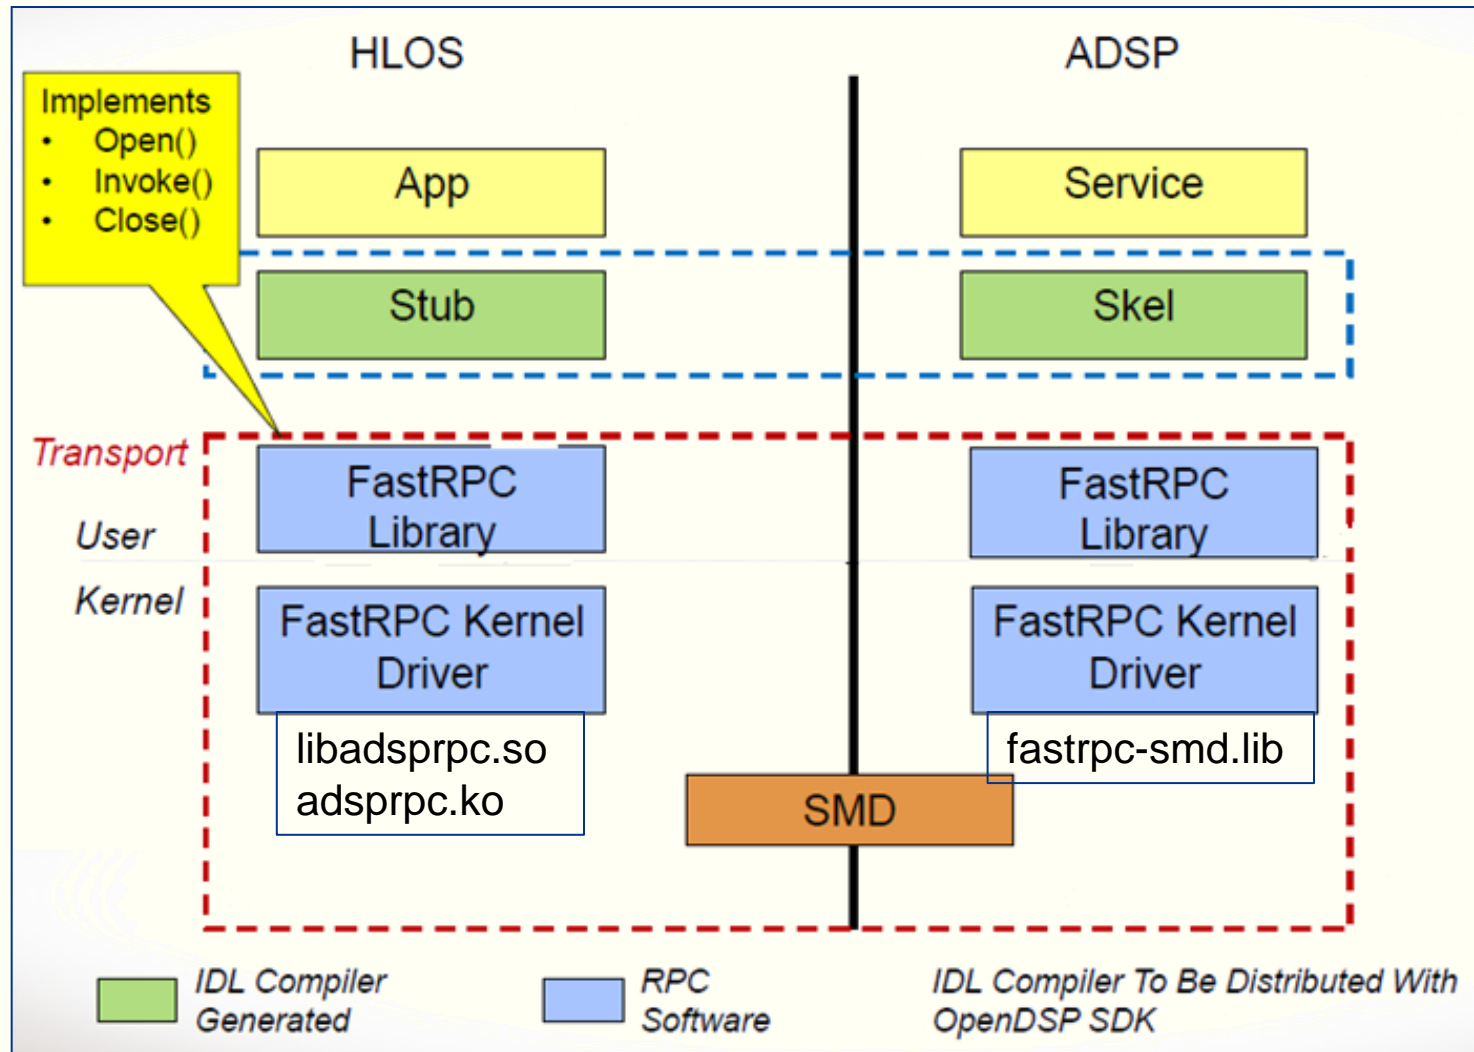 HLOS
ADSP
Implements
• Open()
• Invoke()
• Close()
App
Service
Stub
Skel
Transport
FastRPC
Library
FastRPC
Library
User
Kernel
FastRPC Kernel
Driver
FastRPC Kernel
Driver
libadsprpc.so
adsprpc.ko
fastrpc-smd.lib
SMD
IDL Compiler
Generated
RPC
Software
IDL Compiler To Be Distributed With
OpenDSP SDK